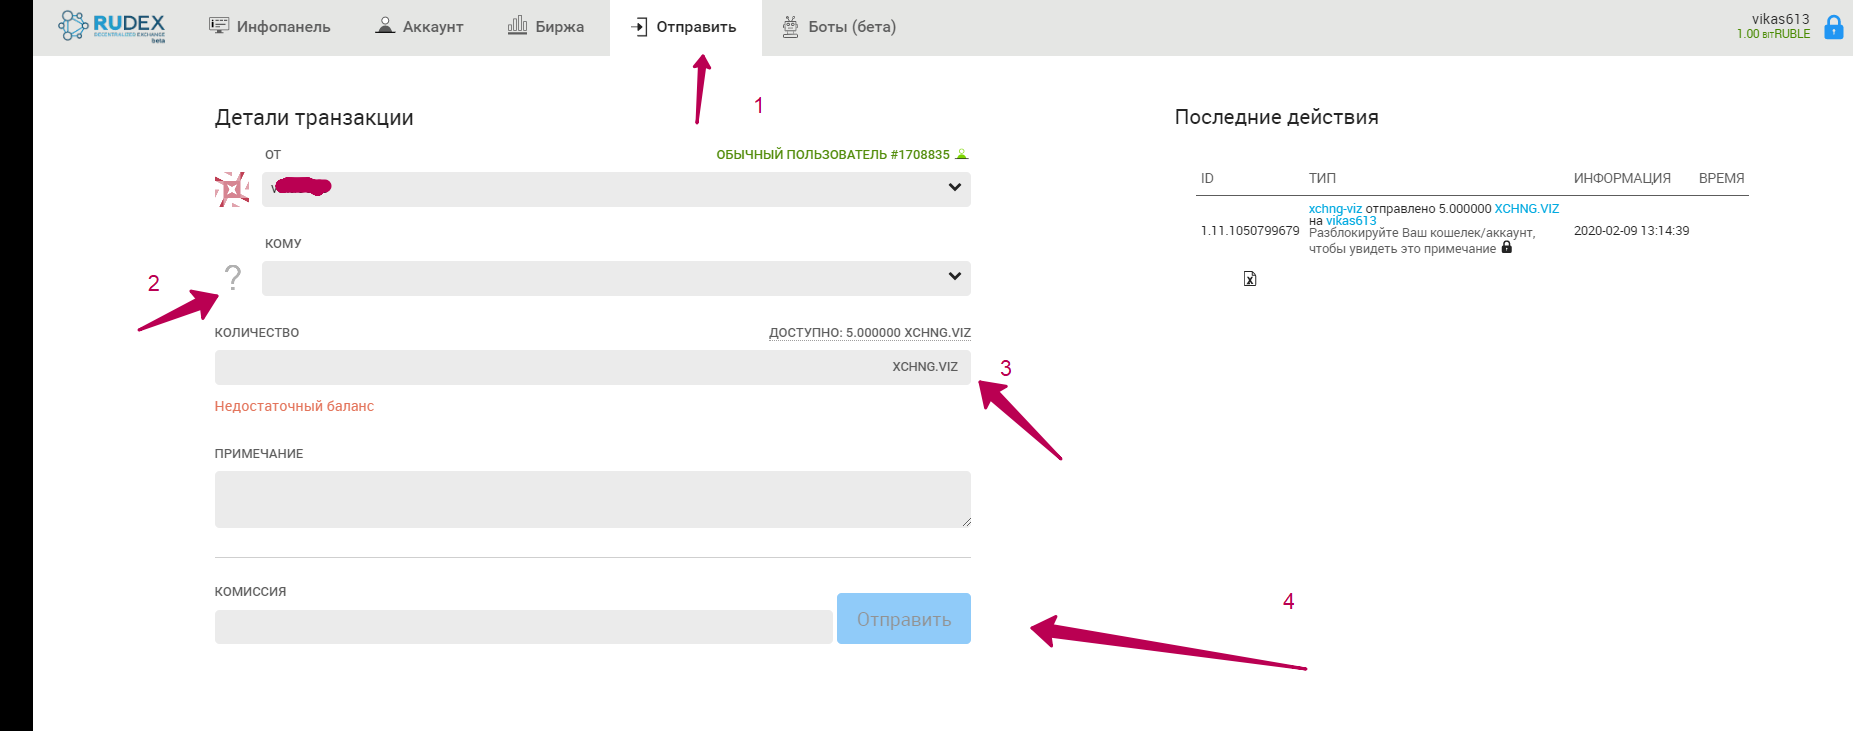 RUDEX
DECENTRALIZED EXCHANGE
beta
Инфопанель
Аккаунт
Биржа
Отправить
Боты (бета)
vikas613
1.00 BITRUBLE
1
Детали транзакции
ОТ
ОБЫЧНЫЙ ПОЛЬЗОВАТЕЛЬ #1708835
v
КОМУ
2
?
КОЛИЧЕСТВО
ДОСТУПНО: 5.000000 XCHNG.VIZ
XCHNG.VIZ
3
Недостаточный баланс
ПРИМЕЧАНИЕ
КОМИССИЯ
Отправить
4
Последние действия
ID ТИП ИНФОРМАЦИЯ ВРЕМЯ
1.11.1050799679
xchng-viz отправлено 5.000000 XCHNG.VIZ
на vikas613
Разблокируйте Ваш кошелек/аккаунт,
чтобы увидеть это примечание
2020-02-09 13:14:39